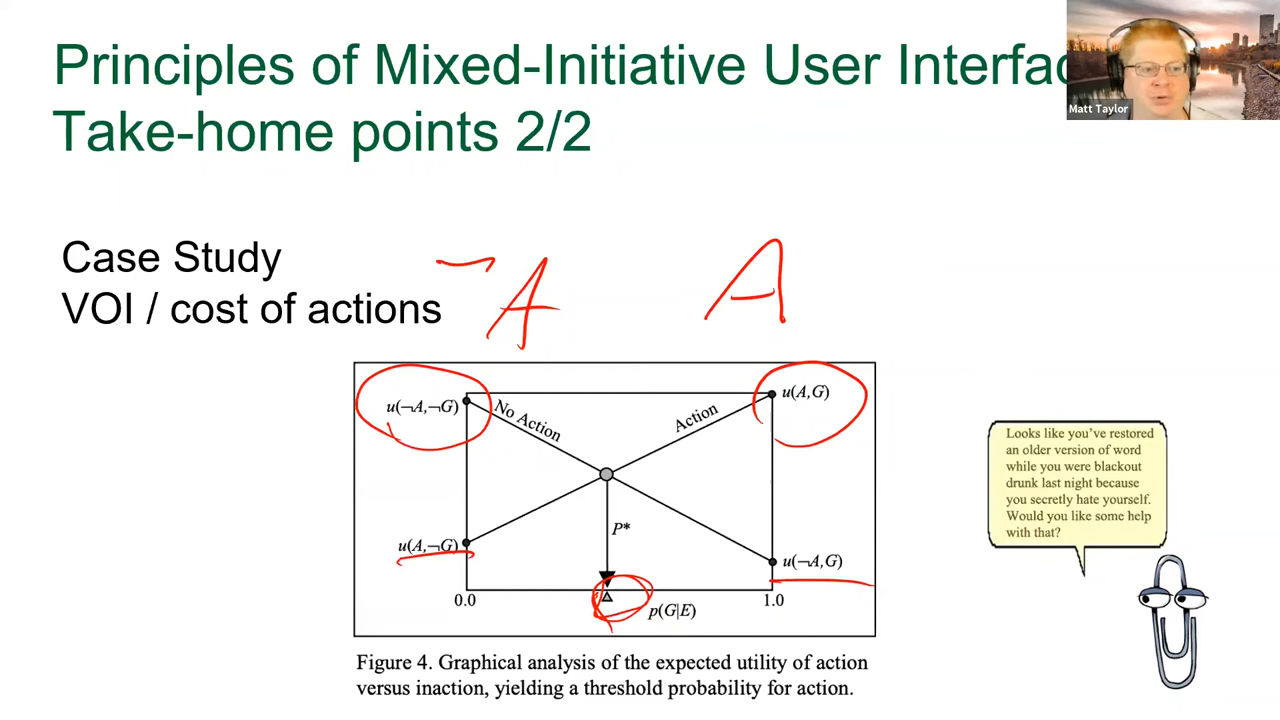 Principles of Mixed-Initiative User Interfac
Take-home points 2/2
Matt Taylor
Case Study
VOI / cost of actions
¬A
A
u(¬A,¬G)
No Action
Action
u(A,G)
P*
u(A,¬G)
u(¬A,G)
0.0
1.0
p(G|E)
Figure 4. Graphical analysis of the expected utility of action
versus inaction, yielding a threshold probability for action.
Looks like you've restored
an older version of word
while you were blackout
drunk last night because
you secretly hate yourself.
Would you like some help
with that?